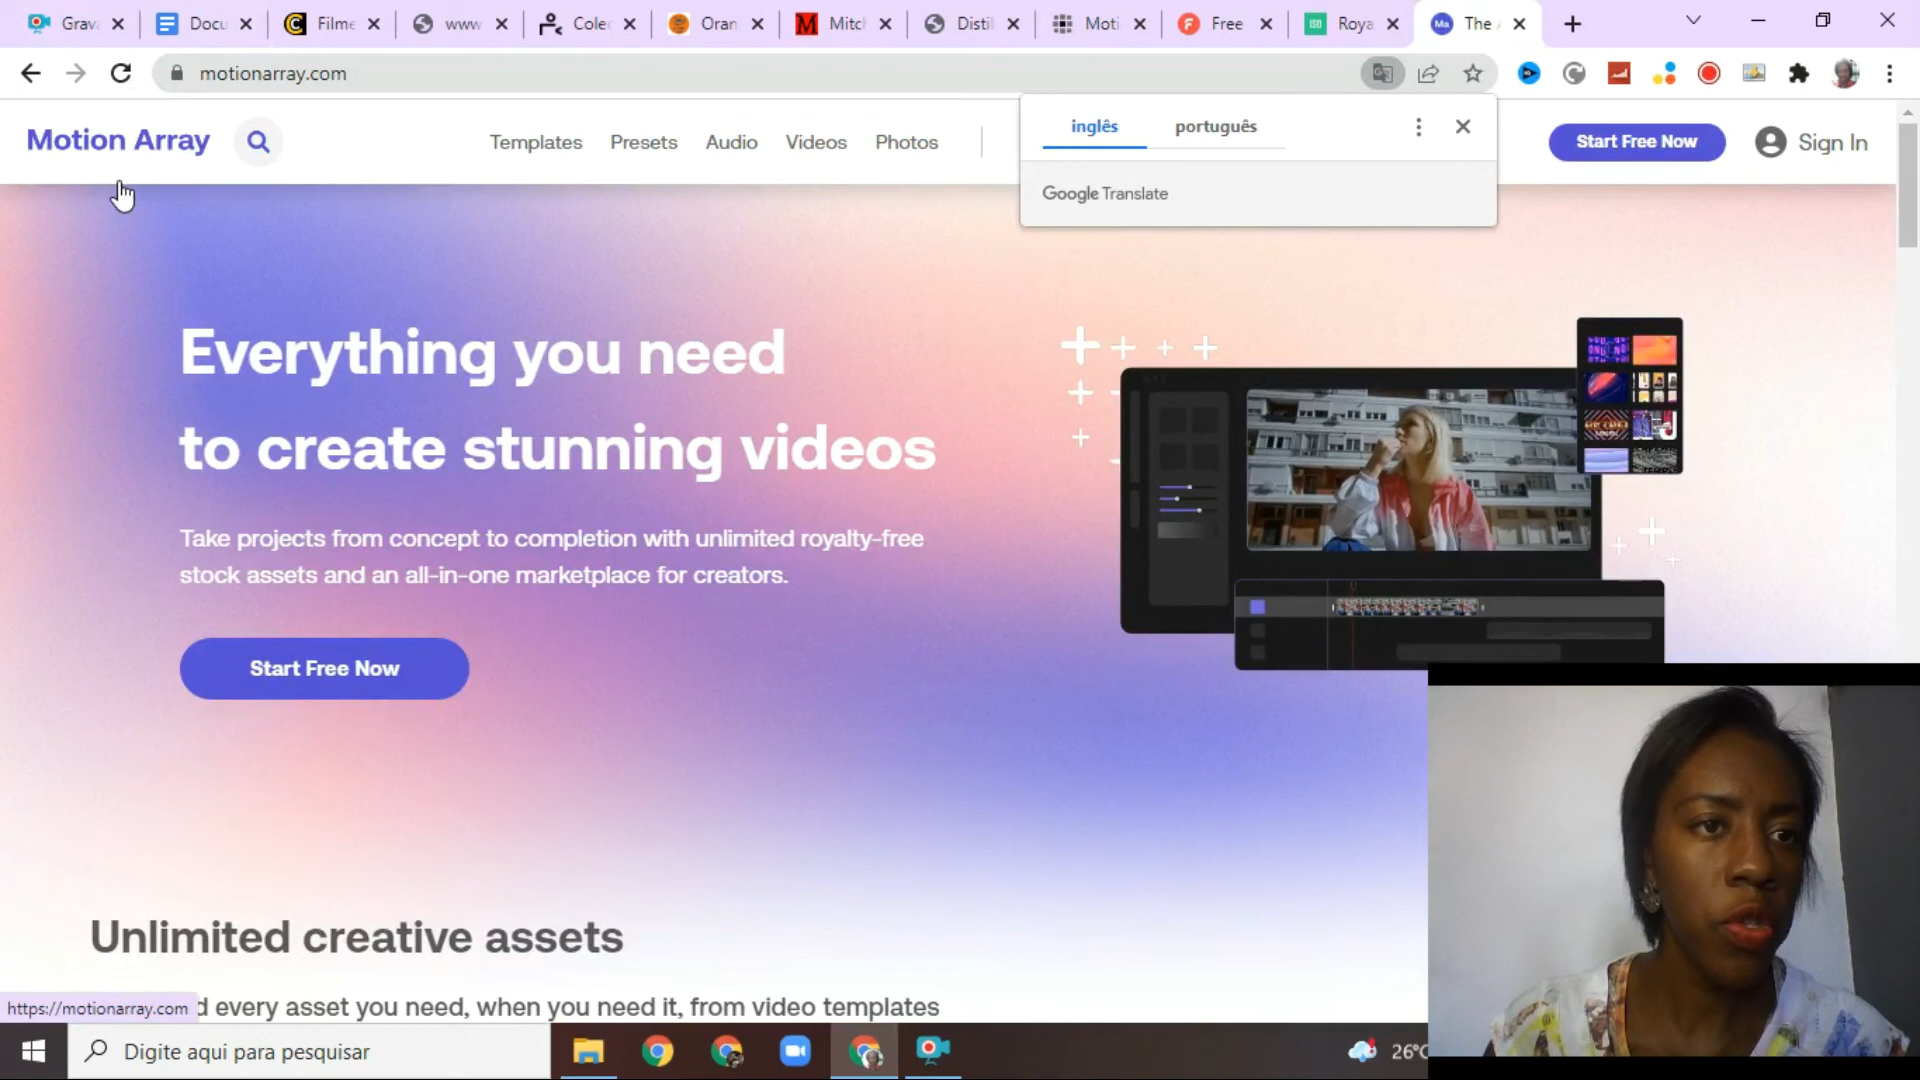 Grav
Docu
Filme
www
Colec
Oran
Mitch
Distil
Moti
Free
Roya
The
motionarray.com
Motion Array
Templates
Presets
Audio
Videos
Photos
inglês
português
Google Translate
Start Free Now
Sign In
Everything you need
to create stunning videos
Take projects from concept to completion with unlimited royalty-free
stock assets and an all-in-one marketplace for creators.
Start Free Now
Unlimited creative assets
every asset you need, when you need it, from video templates
https://motionarray.com
Digite aqui para pesquisar
26°C